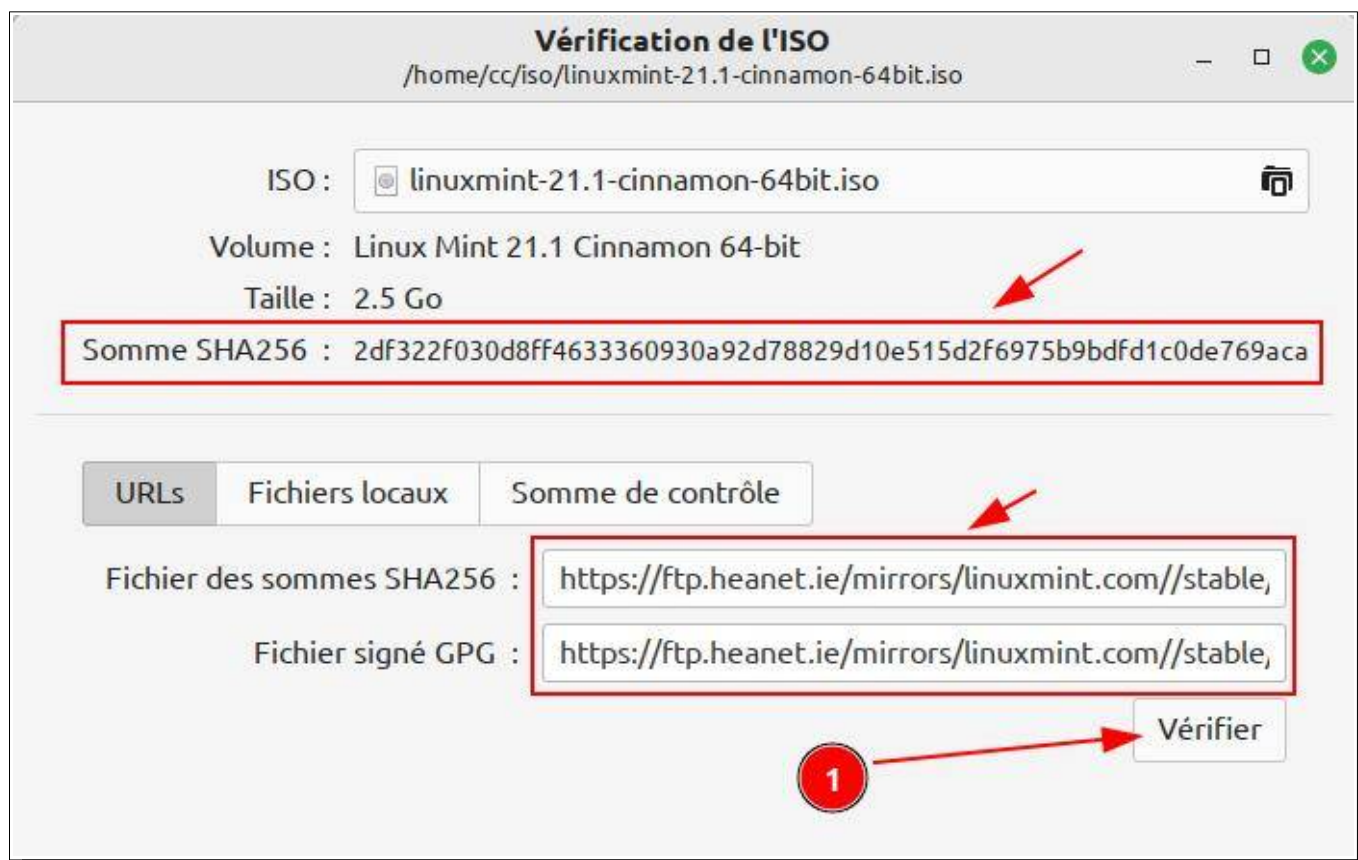 Vérification de l'ISO
/home/cc/iso/linuxmint-21.1-cinnamon-64bit.iso
ISO : linuxmint-21.1-cinnamon-64bit.iso
Volume : Linux Mint 21.1 Cinnamon 64-bit
Taille : 2.5 Go
Somme SHA256 : 2df322f030d8ff4633360930a92d78829d10e515d2f6975b9bdfd1c0de769aca
URLs Fichiers locaux Somme de contrôle
Fichier des sommes SHA256 : https://ftp.heanet.ie/mirrors/linuxmint.com//stable/
Fichier signé GPG : https://ftp.heanet.ie/mirrors/linuxmint.com//stable/
Vérifier
1